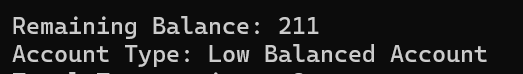 Remaining Balance: 211
Account Type: Low Balanced Account